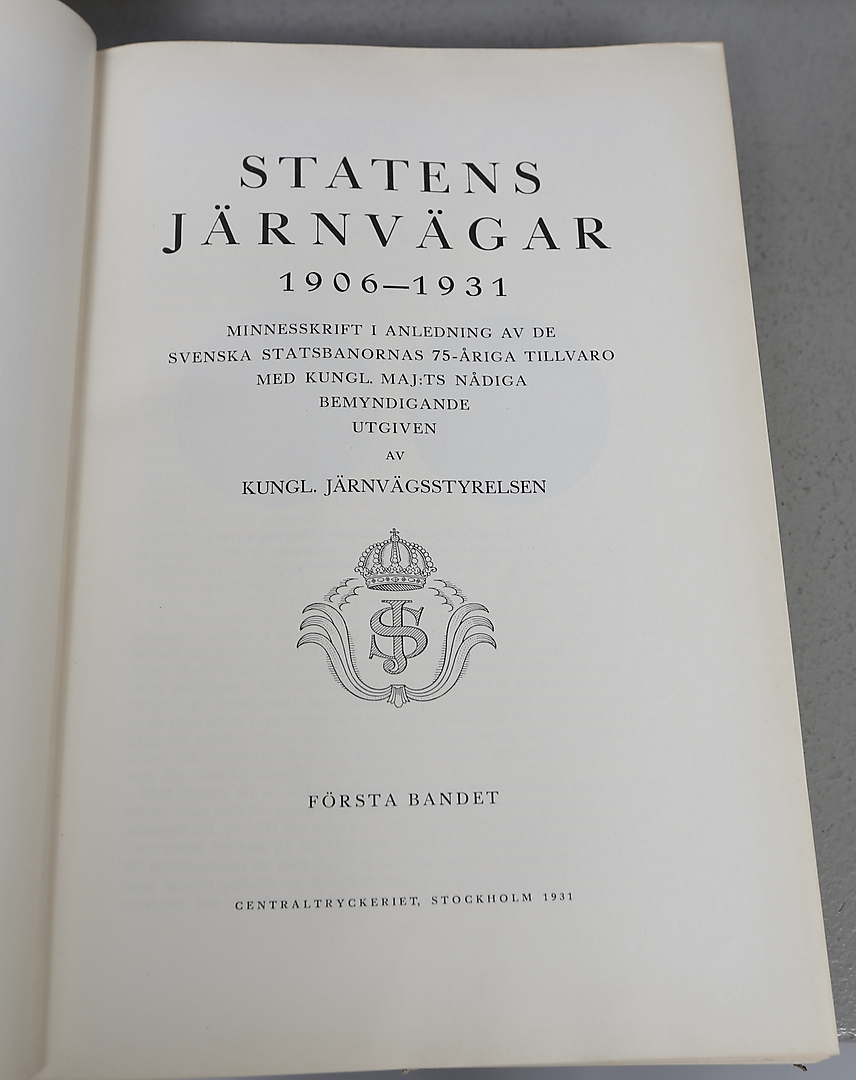 STATENS
JÄRNVÄGAR
1906—1931
MINNESSKRIFT I ANLEDNING AV DE
SVENSKA STATSBANORNAS 75-ÅRIGA TILLVARO
MED KUNGL. MAJ:TS NÅDIGA
BEMYNDIGANDE
UTGIVEN
AV
KUNGL. JÄRNVÄGSSTYRELSEN
SJ
FÖRSTA BANDET
CENTRALTRYCKERIET, STOCKHOLM 1931